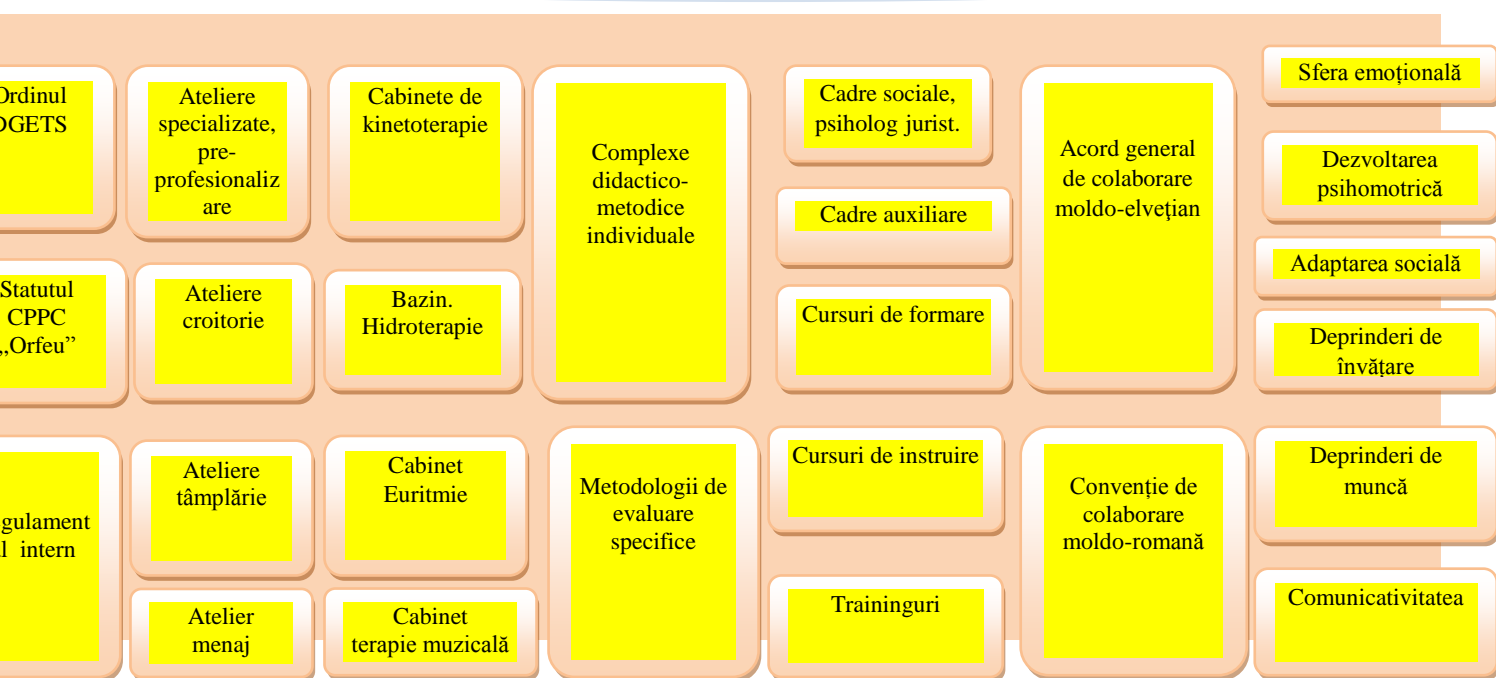 Ordinul
DGETS
Statutul
CPPC
„Orfeu”
gulament
l intern
Ateliere
specializate,
pre-
profesionaliz
are
Ateliere
croitorie
Ateliere
tâmplărie
Atelier
menaj
Cabinete de
kinetoterapie
Bazin.
Hidroterapie
Cabinet
Euritmie
Cabinet
terapie muzicală
Complexe
didactico-
metodice
individuale
Metodologii de
evaluare
specifice
Cadre sociale,
psiholog jurist.
Cadre auxiliare
Cursuri de formare
Cursuri de instruire
Traininguri
Acord general
de colaborare
moldo-elveţian
Convenție de
colaborare
moldo-romană
Sfera emoțională
Dezvoltarea
psihomotrică
Adaptarea socială
Deprinderi de
învățare
Deprinderi de
muncă
Comunicativitatea